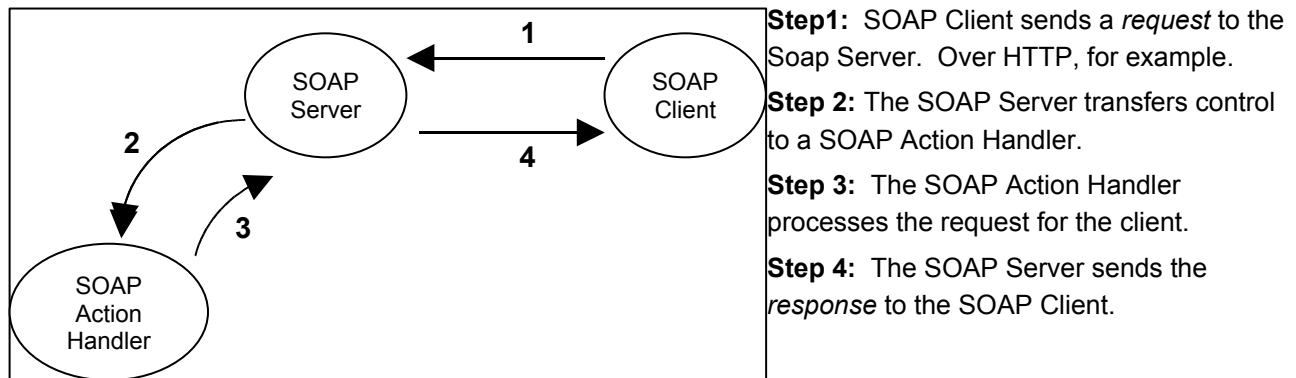 1
SOAP
Server
SOAP
Client
2
4
3
SOAP
Action
Handler
Step1: SOAP Client sends a request to the
Soap Server. Over HTTP, for example.
Step 2: The SOAP Server transfers control
to a SOAP Action Handler.
Step 3: The SOAP Action Handler
processes the request for the client.
Step 4: The SOAP Server sends the
response to the SOAP Client.